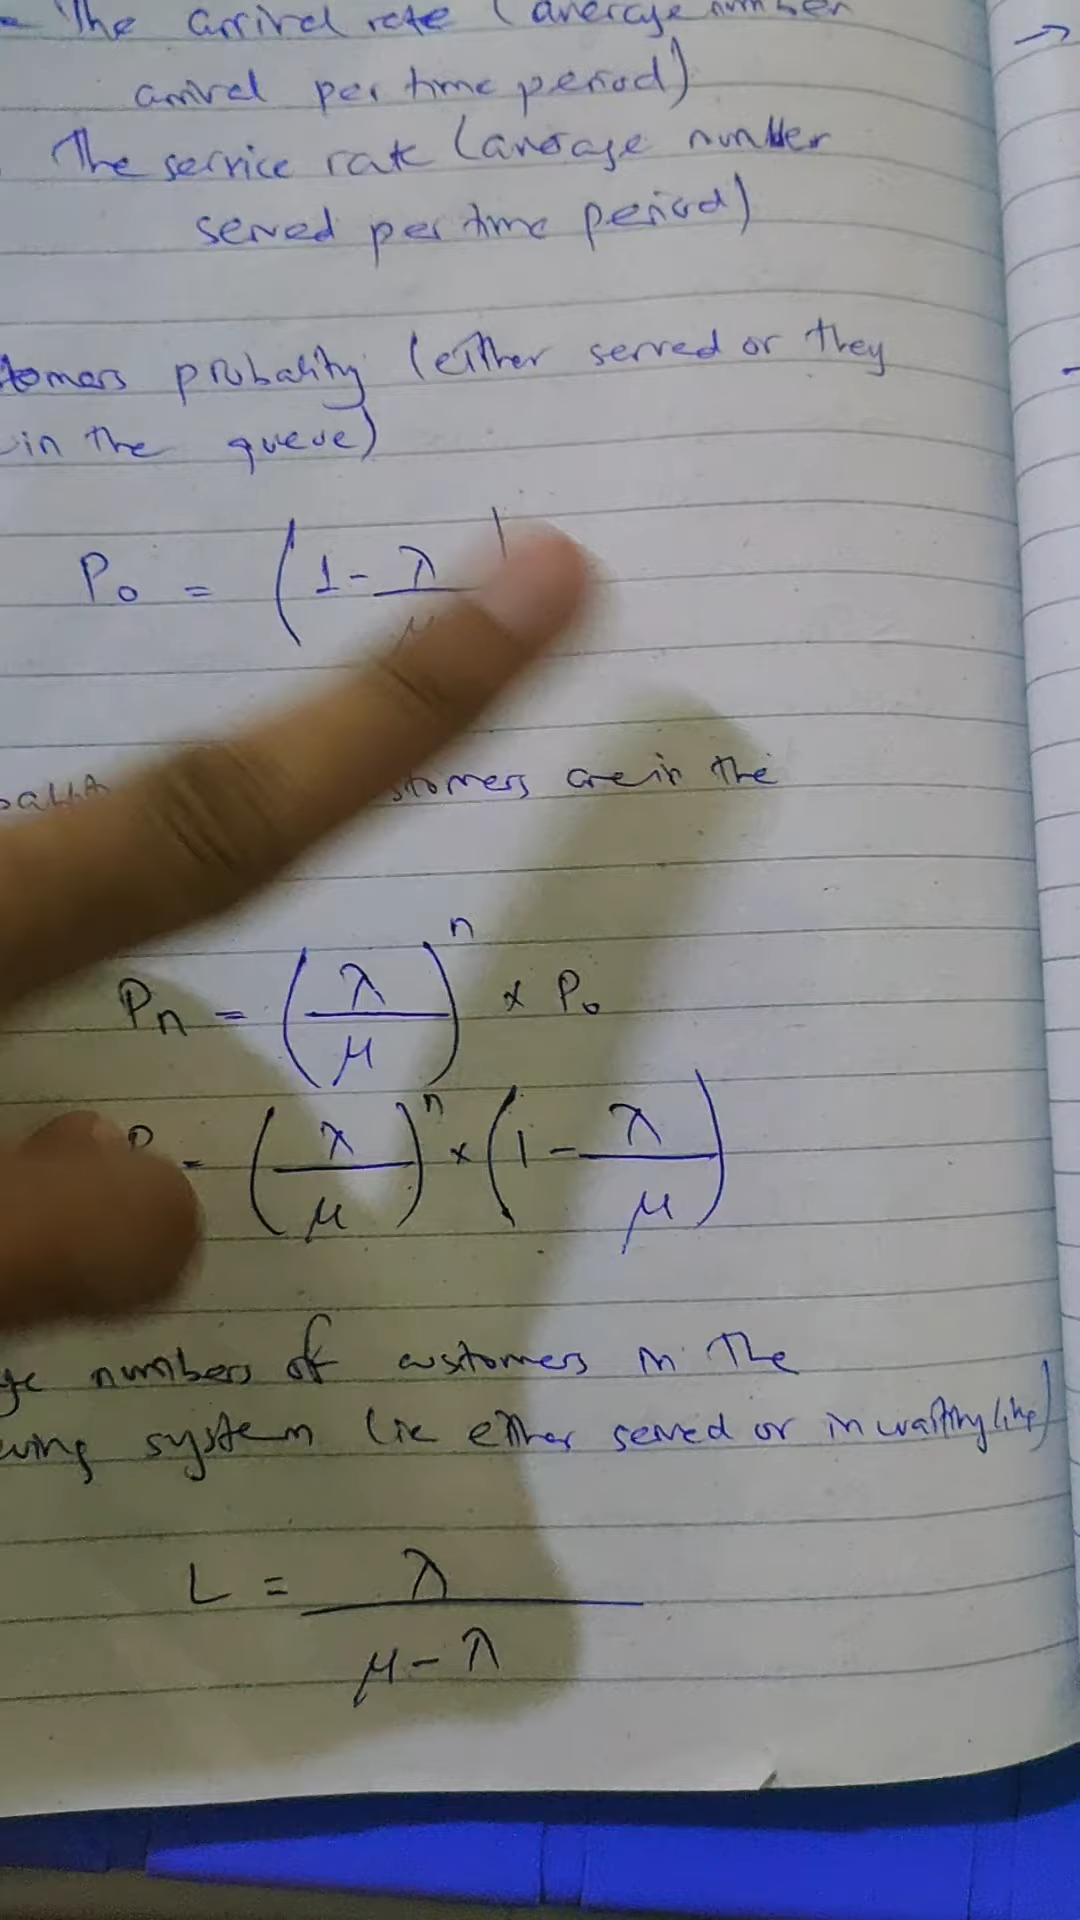 - The arrival rate (average number
arrival per time period)
The service rate (average number
served per time period)
tomers probality (either served or they
in the queue)
P₀ = (1 - λ
customers are in the
Pₙ = (λ/μ)ⁿ × P₀
= (λ/μ)ⁿ × (1 - λ/μ)
numbers of customers in the
system (ie either served or in waiting line)
L = λ/(μ - λ)